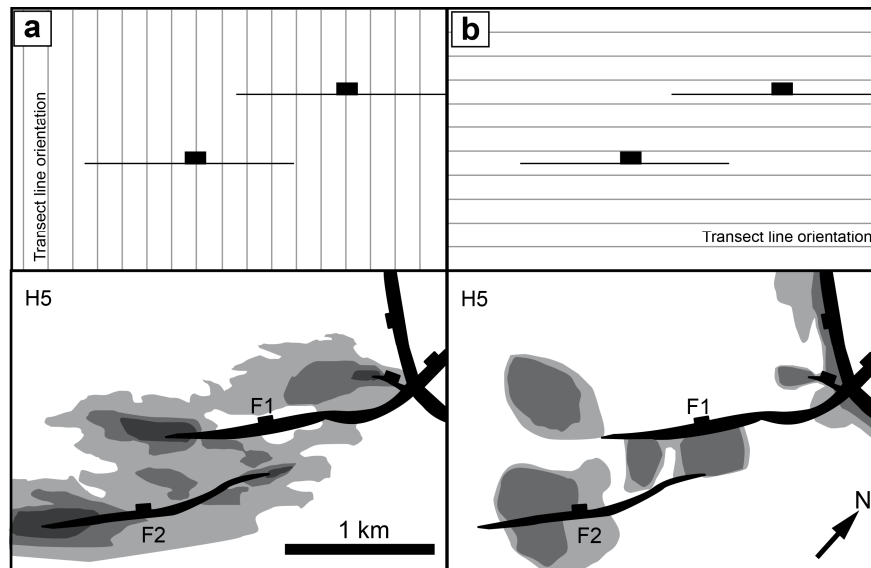 a
Transect line orientation
b
Transect line orientation
H5
F1
F2
1 km
H5
F1
F2
N